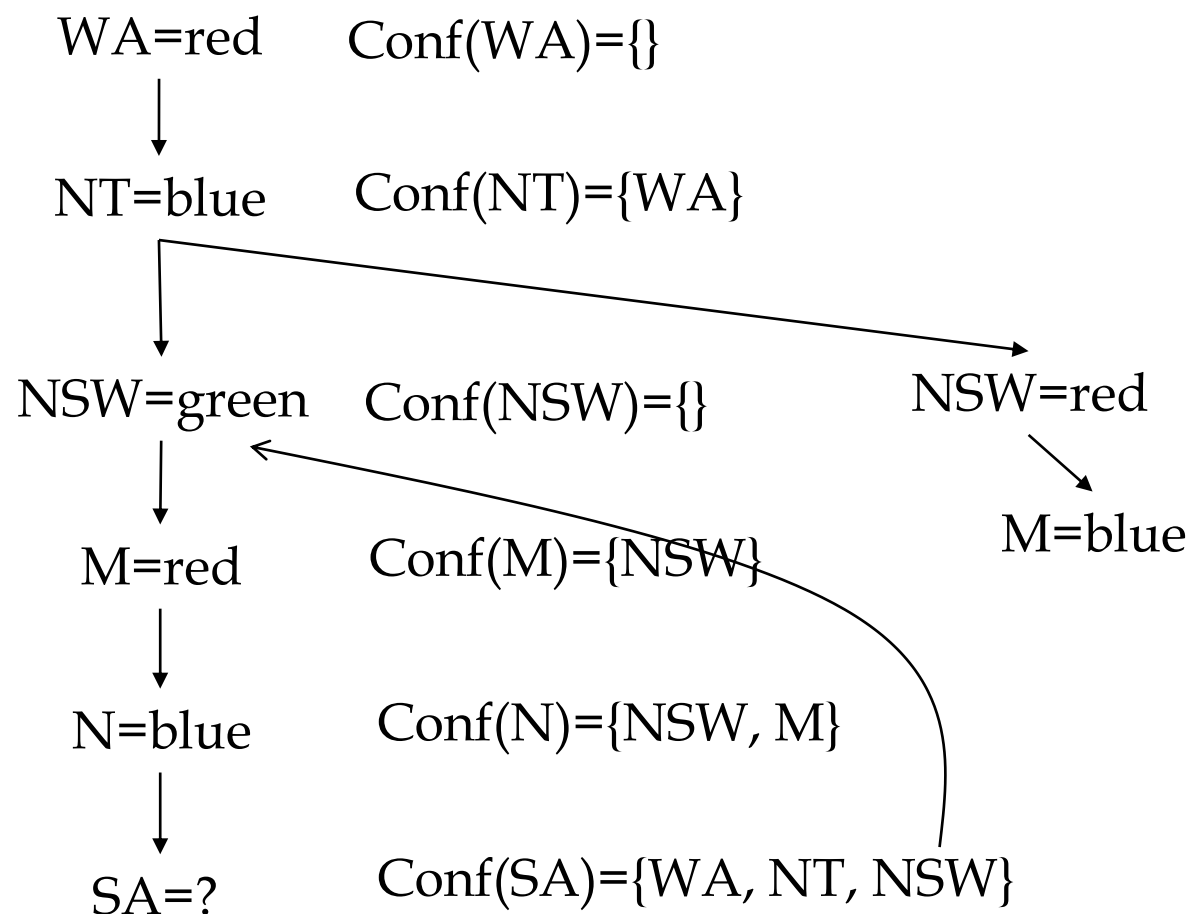 WA=red Conf(WA)={}
NT=blue Conf(NT)={WA}
NSW=green Conf(NSW)={} NSW=red
M=red Conf(M)={NSW} M=blue
N=blue Conf(N)={NSW, M}
SA=? Conf(SA)={WA, NT, NSW}